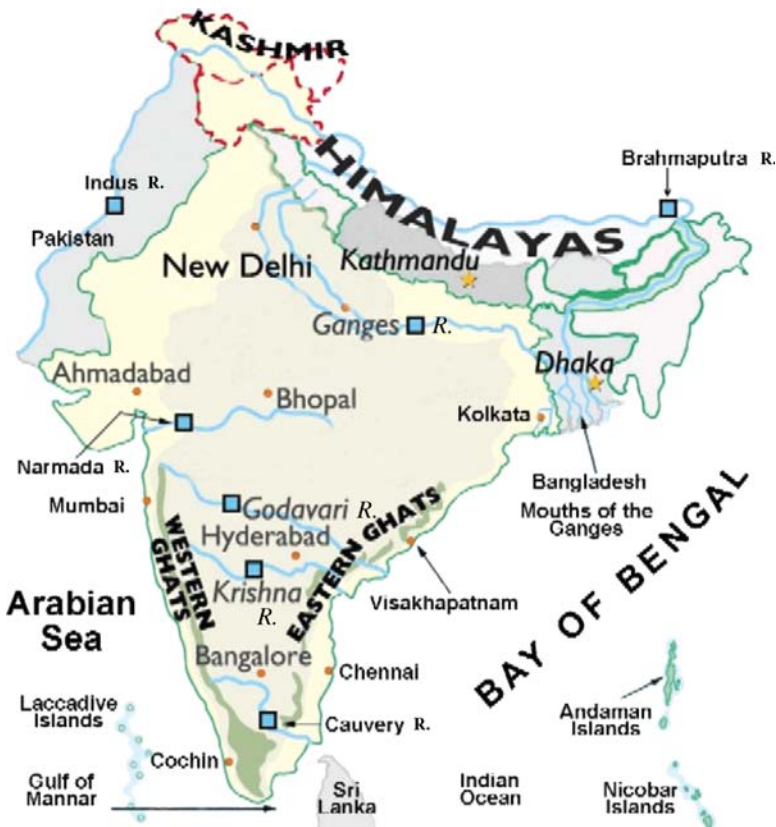 KASHMIR
Brahmaputra R.
Indus R.
HIMALAYAS
Pakistan
New Delhi
Kathmandu
Ganges R.
Dhaka
Ahmadabad
Bhopal
Kolkata
Narmada R.
Bangladesh
Mouths of the
Ganges
Mumbai
Godavari R.
Hyderabad
WESTERN
GHATS
EASTERN GHATS
Krishna
R.
Visakhapatnam
BAY OF BENGAL
Arabian
Sea
Bangalore
Chennai
Laccadive
Islands
Andaman
Islands
Cauvery R.
Cochin
Gulf of
Mannar
Sri
Lanka
Indian
Ocean
Nicobar
Islands